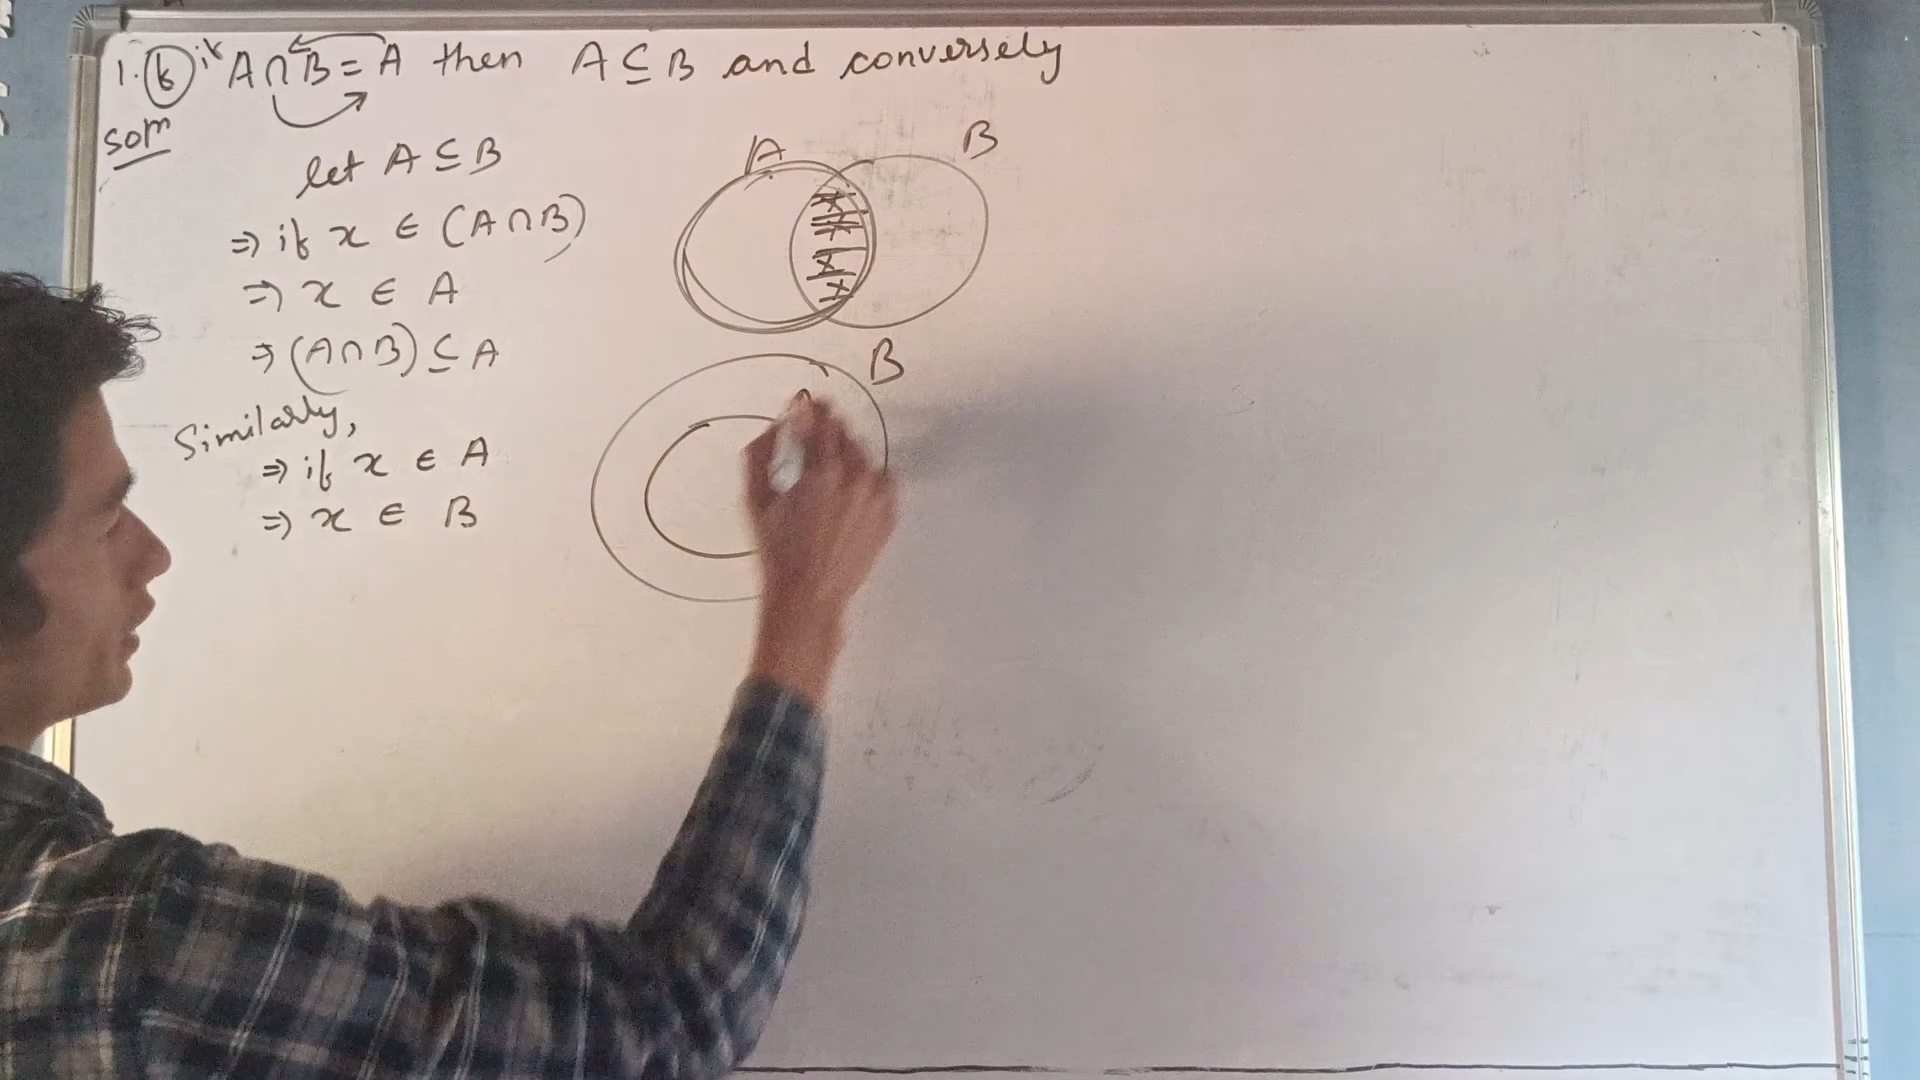 1. (b) if A∩B = A then A ⊆ B and conversely
Soln
let A ⊆ B
⇒ if x ∈ (A∩B)
⇒ x ∈ A
⇒ (A∩B) ⊆ A
Similarly,
⇒ if x ∈ A
⇒ x ∈ B
A
B
B